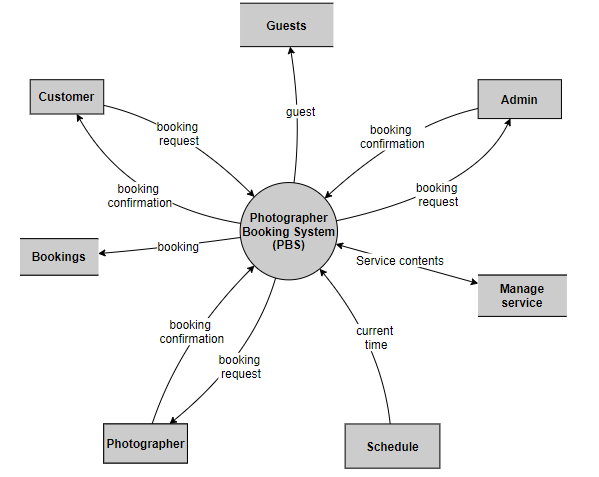 Guests
Customer
Admin
guest
booking
request
booking
confirmation
booking
confirmation
booking
request
Photographer
Booking System
(PBS)
Bookings
booking
Service contents
Manage
service
booking
confirmation
current
time
booking
request
Photographer
Schedule